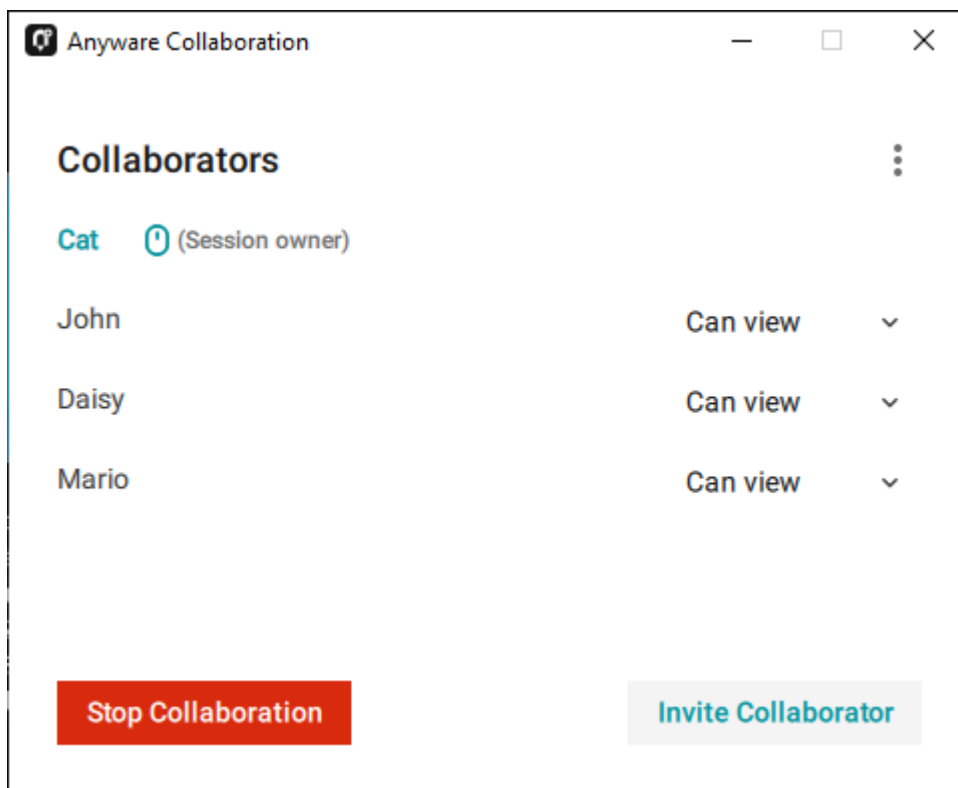 Anyware Collaboration
Collaborators
Cat (Session owner)
John Can view
Daisy Can view
Mario Can view
Stop Collaboration Invite Collaborator